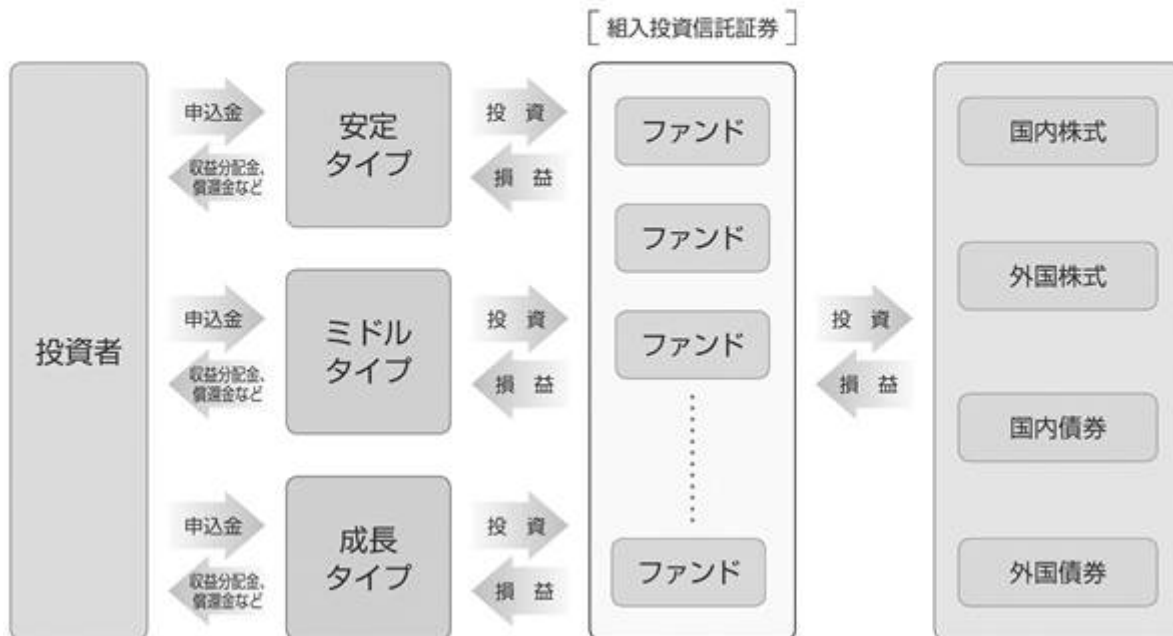 [組入投資信託証券]
投資者
申込金
収益分配金、
償還金など
安定
タイプ
投 資
損 益
申込金
収益分配金、
償還金など
ミドル
タイプ
投 資
損 益
申込金
収益分配金、
償還金など
成長
タイプ
投 資
損 益
ファンド
ファンド
ファンド
ファンド
投 資
損 益
国内株式
外国株式
国内債券
外国債券